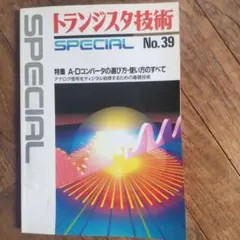 SPECIAL
トランジスタ技術
SPECIAL No.39
特集 A-Dコンバータの選び方・使い方のすべて
アナログ信号をディジタル処理するための基礎技術